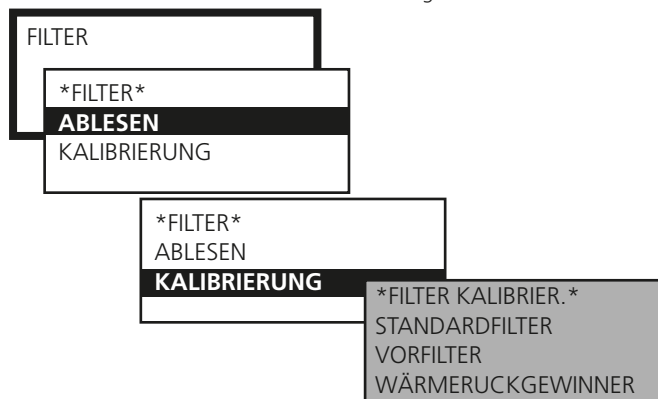 FILTER
*FILTER*
ABLESEN
KALIBRIERUNG
*FILTER*
ABLESEN
KALIBRIERUNG
*FILTER KALIBRIER.*
STANDARDFILTER
VORFILTER
WÄRMERUCKGEWINNER